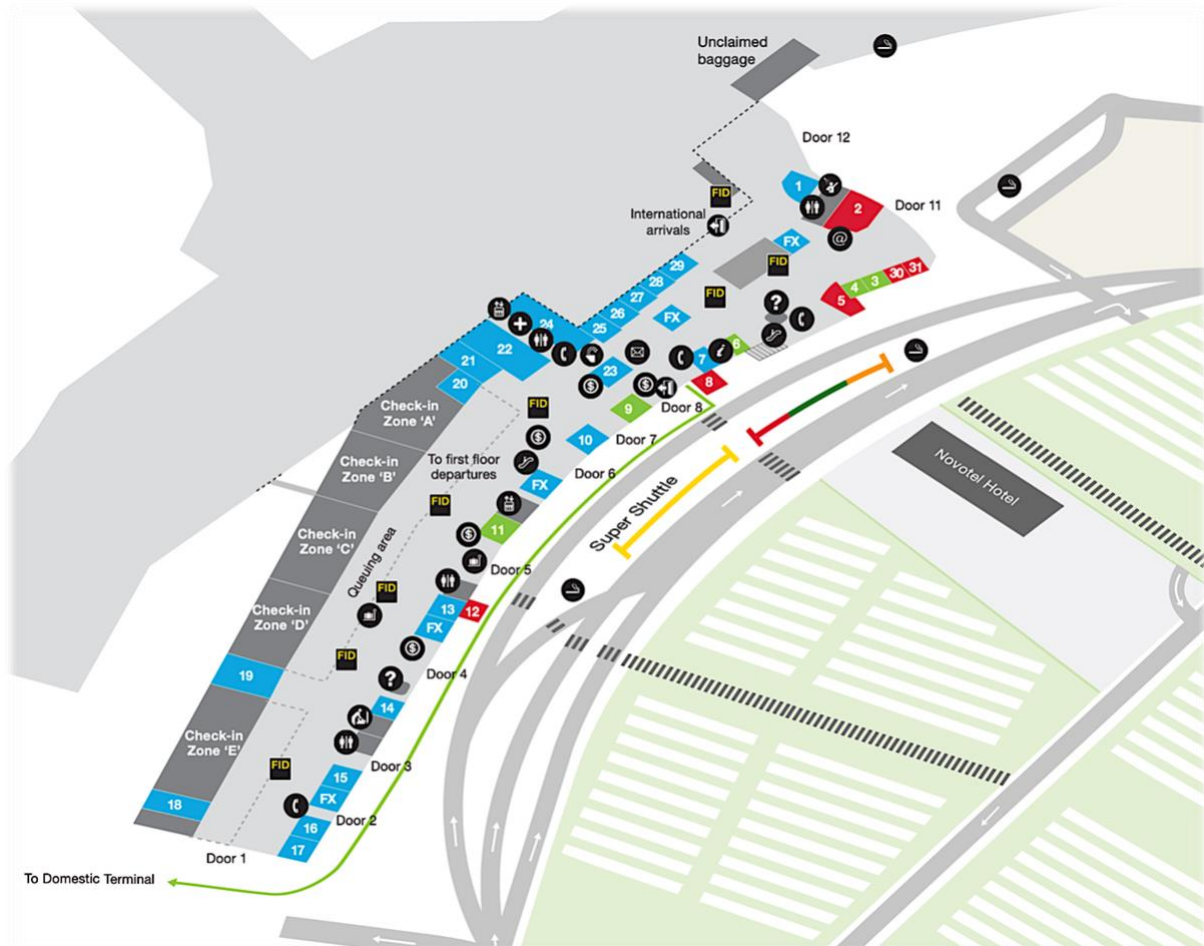 Unclaimed
baggage
Door 12
1
2
Door 11
FID
International
arrivals
@
FX
FID
29
28
27
26
25
FID
4
3
30
31
5
?
FX
24
22
21
20
23
$
i
6
7
8
$
9
Door 8
Door 7
10
Door 6
FID
$
To first floor
departures
FX
Check-in
Zone 'A'
Check-in
Zone 'B'
Check-in
Zone 'C'
Check-in
Zone 'D'
19
Check-in
Zone 'E'
18
FID
Queuing area
11
$
Door 5
FID
13
12
FX
$
FID
Door 4
?
14
Door 3
FID
15
FX
Door 2
16
17
Door 1
To Domestic Terminal
Super Shuttle
Novotel Hotel